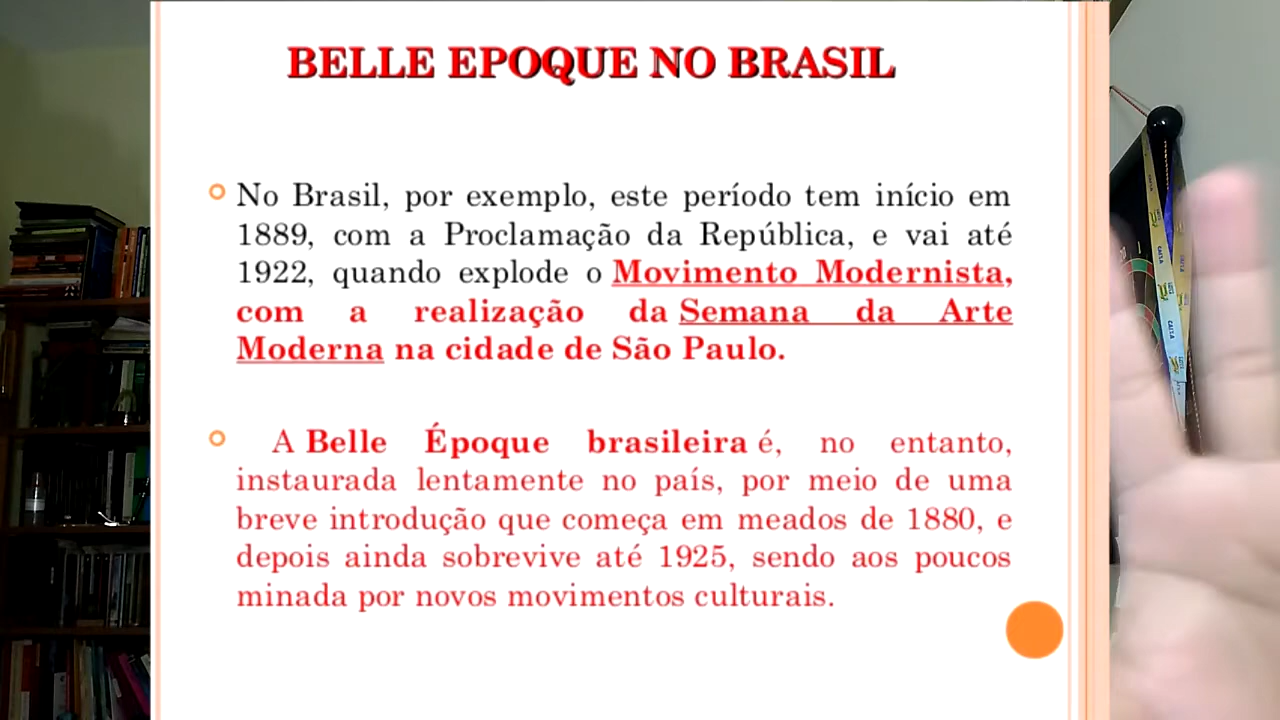 BELLE EPOQUE NO BRASIL
No Brasil, por exemplo, este período tem início em
1889, com a Proclamação da República, e vai até
1922, quando explode o Movimento Modernista,
com a realização da Semana da Arte
Moderna na cidade de São Paulo.
A Belle Époque brasileira é, no entanto,
instaurada lentamente no país, por meio de uma
breve introdução que começa em meados de 1880, e
depois ainda sobrevive até 1925, sendo aos poucos
minada por novos movimentos culturais.